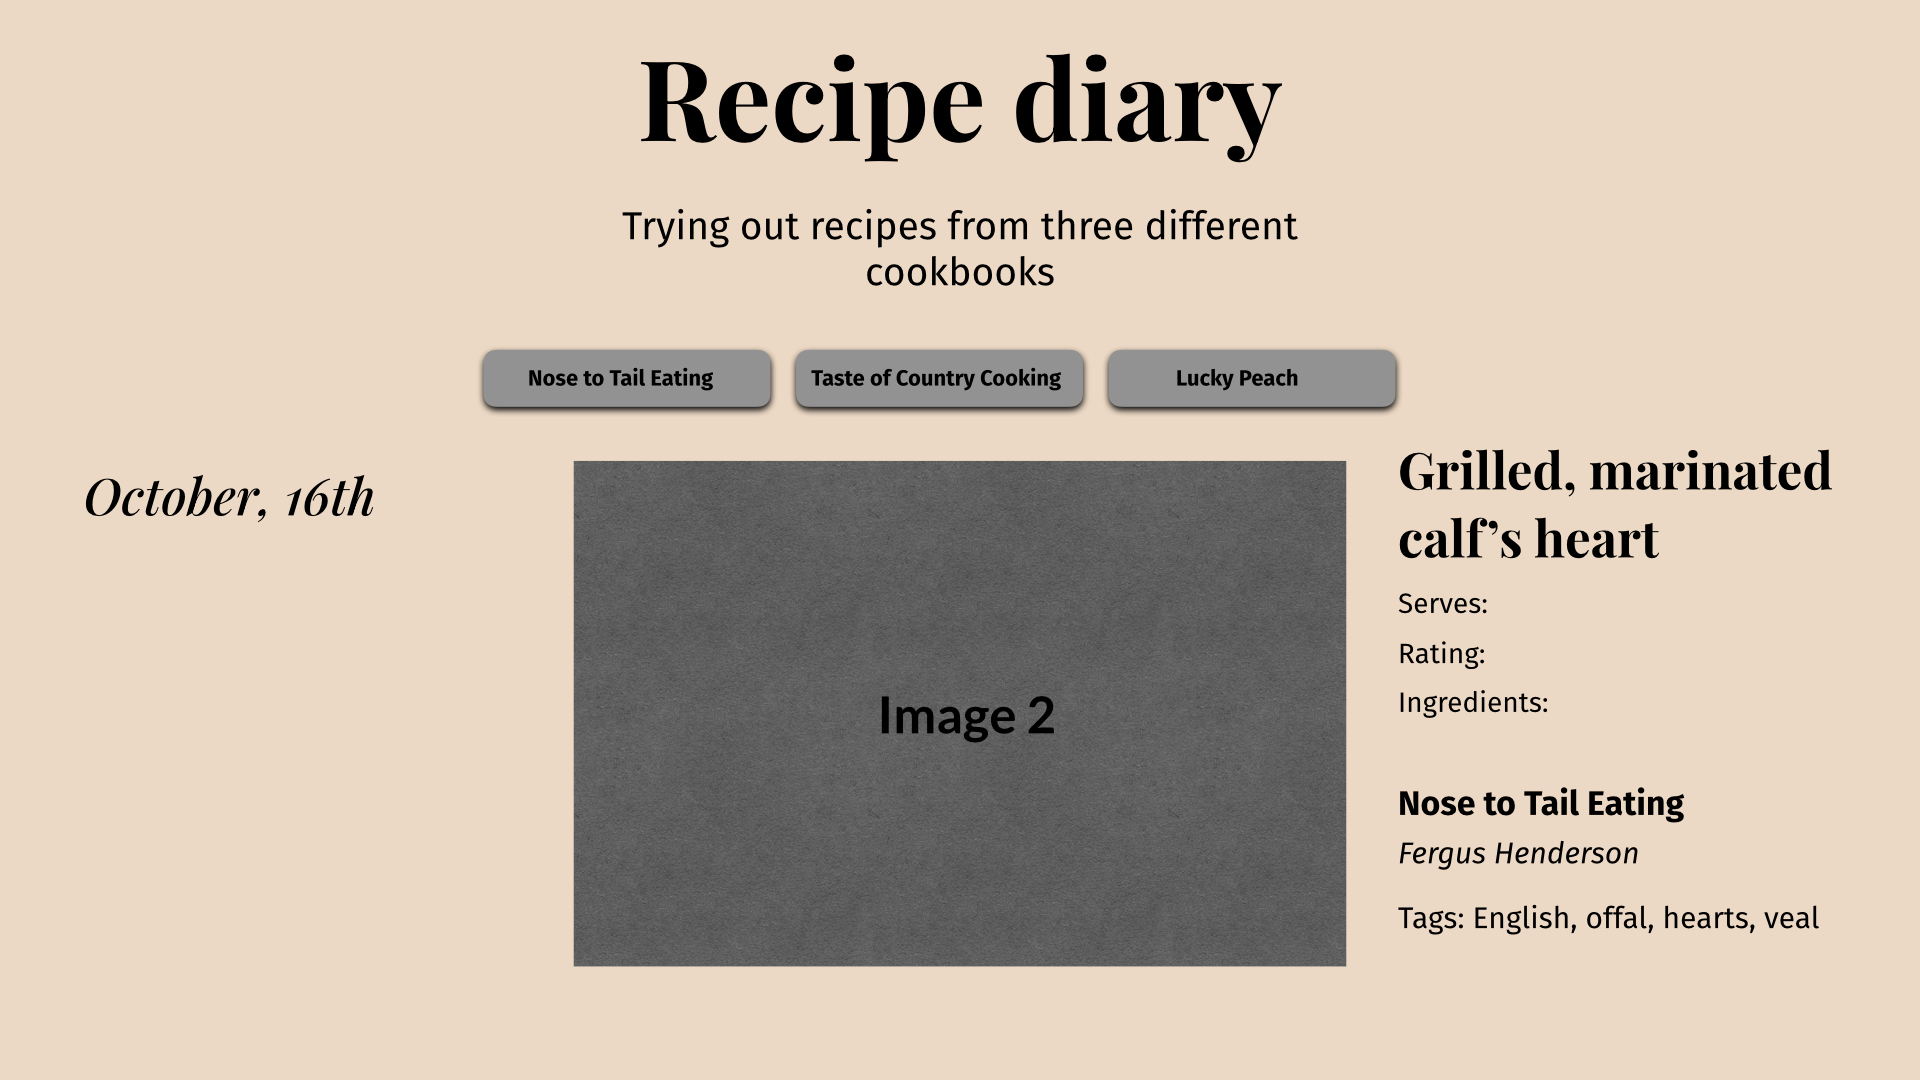 Recipe diary
Trying out recipes from three different
cookbooks
Nose to Tail Eating
Taste of Country Cooking
Lucky Peach
October, 16th
Image 2
Grilled, marinated
calf’s heart
Serves:
Rating:
Ingredients:
Nose to Tail Eating
Fergus Henderson
Tags: English, offal, hearts, veal